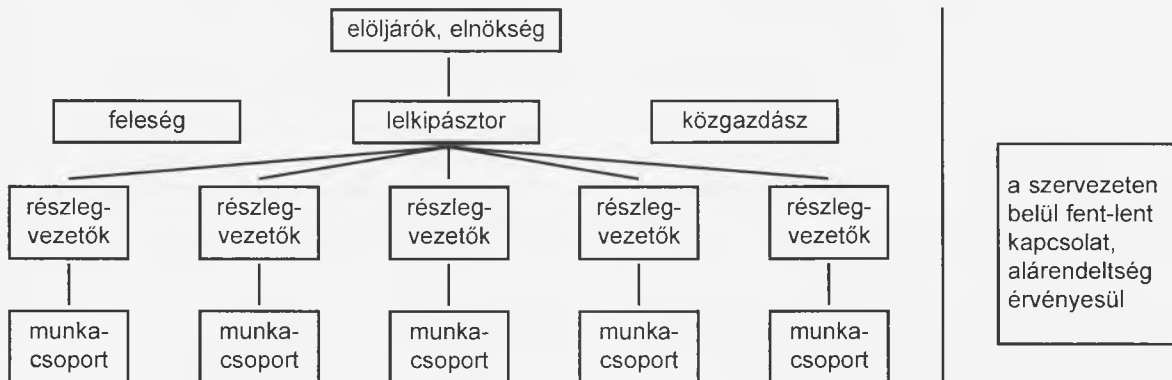 elöljárók, elnökség
feleség
lelkipásztor
közgazdász
részleg-
vezetők
részleg-
vezetők
részleg-
vezetők
részleg-
vezetők
részleg-
vezetők
munka-
csoport
munka-
csoport
munka-
csoport
munka-
csoport
munka-
csoport
a szervezeten
belül fent-lent
kapcsolat,
alárendeltség
érvényesül